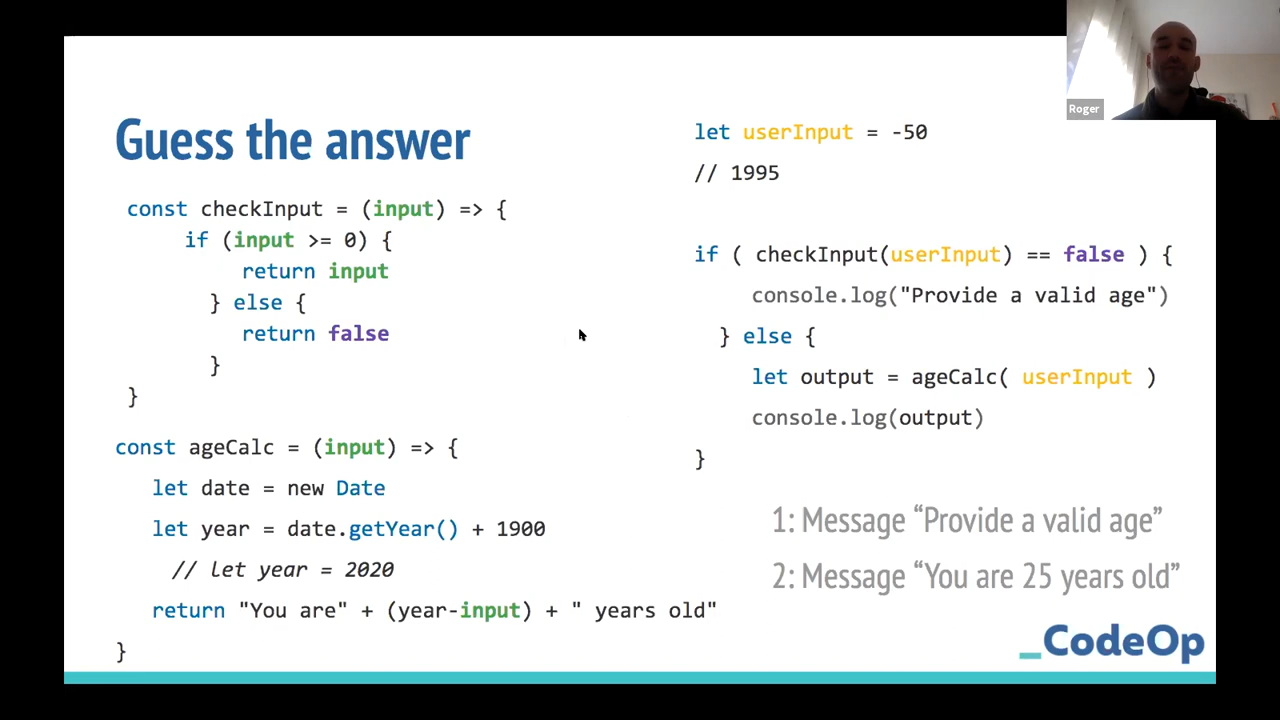 Guess the answer
const checkInput = (input) => {
if (input >= 0) {
return input
} else {
return false
}
}
const ageCalc = (input) => {
let date = new Date
let year = date.getYear() + 1900
// let year = 2020
return "You are" + (year-input) + " years old"
}
Roger
let userInput = -50
// 1995
if ( checkInput(userInput) == false ) {
console.log("Provide a valid age")
} else {
let output = ageCalc( userInput )
console.log(output)
}
1: Message “Provide a valid age”
2: Message “You are 25 years old”
_CodeOp